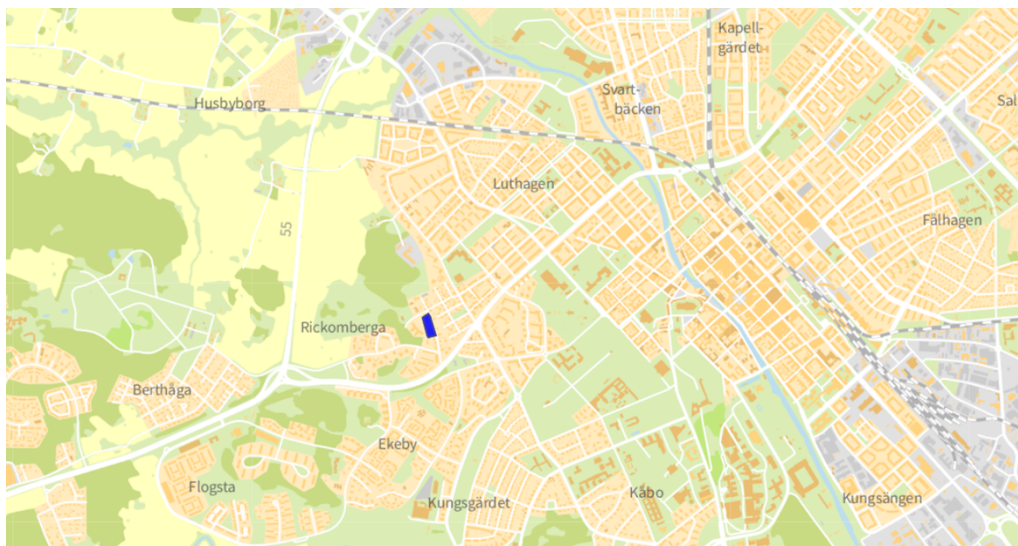 Kapell-
gärdet
Svart-
bäcken
Husbyborg
Sal
Luthagen
Fålhagen
55
Rickomberga
Berthåga
Ekeby
Flogsta
Kåbo
Kungsängen
Kungsgärdet